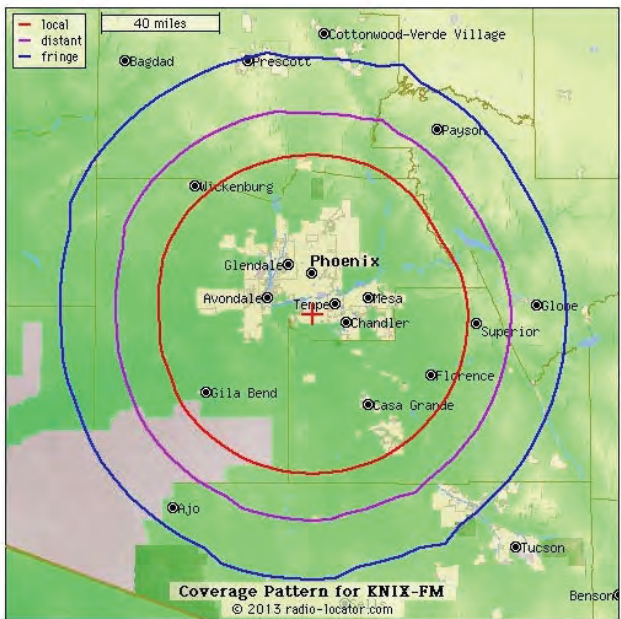 local
distant
fringe
40 miles
Cottonwood-Verde Village
Bagdad
Prescott
Payson
Wickenburg
Glendale
Phoenix
Avondale
Tempe
Mesa
Chandler
Globe
Superior
Florence
Gila Bend
Casa Grande
Ajo
Tucson
Coverage Pattern for KNIX-FM
Benson
Sells
© 2013 radio-locator.com